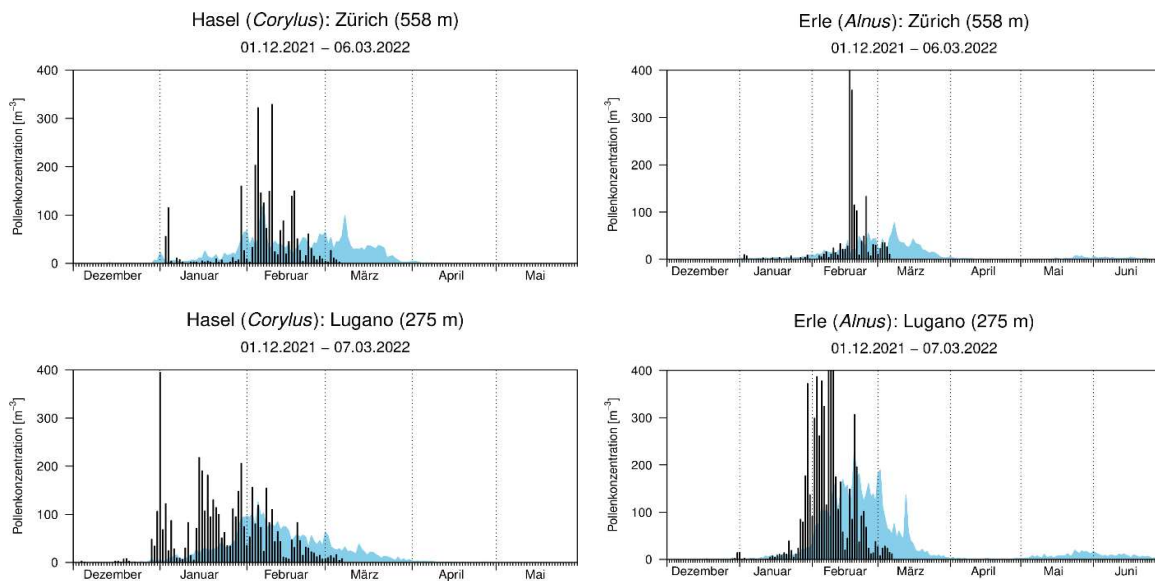 Hasel (Corylus): Zürich (558 m)
01.12.2021 – 06.03.2022
Pollenkonzentration [m⁻³]
400
300
200
100
0
Dezember Januar Februar März April Mai
Erle (Alnus): Zürich (558 m)
01.12.2021 – 06.03.2022
Pollenkonzentration [m⁻³]
400
300
200
100
0
Dezember Januar Februar März April Mai Juni
Hasel (Corylus): Lugano (275 m)
01.12.2021 – 07.03.2022
Pollenkonzentration [m⁻³]
400
300
200
100
0
Dezember Januar Februar März April Mai
Erle (Alnus): Lugano (275 m)
01.12.2021 – 07.03.2022
Pollenkonzentration [m⁻³]
400
300
200
100
0
Dezember Januar Februar März April Mai Juni